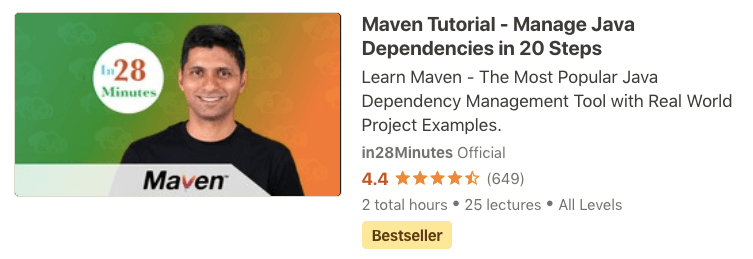 In28
Minutes
Maven™
Maven Tutorial - Manage Java
Dependencies in 20 Steps
Learn Maven - The Most Popular Java
Dependency Management Tool with Real World
Project Examples.
in28Minutes Official
4.4 (649)
2 total hours • 25 lectures • All Levels
Bestseller